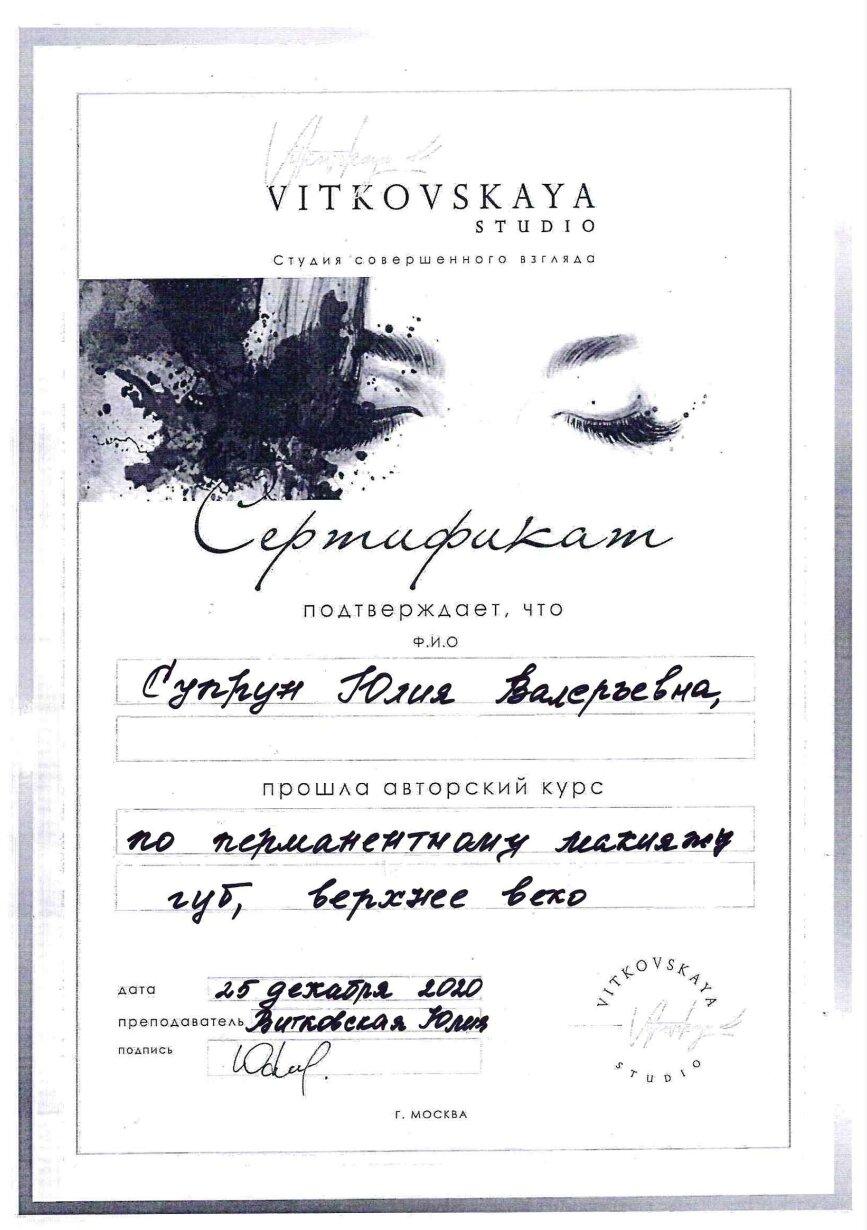 VITKOVSKAYA
STUDIO
Студия совершенного взгляда
Сертификат
подтверждает, что
Ф.И.О
Супрун Юлия Валерьевна,
прошла авторский курс
по перманентному макияжу
губ, верхнее веко
дата 25 декабря 2020
преподаватель Витковская Юлия
подпись
VITKOVSKAYA
STUDIO
г. МОСКВА